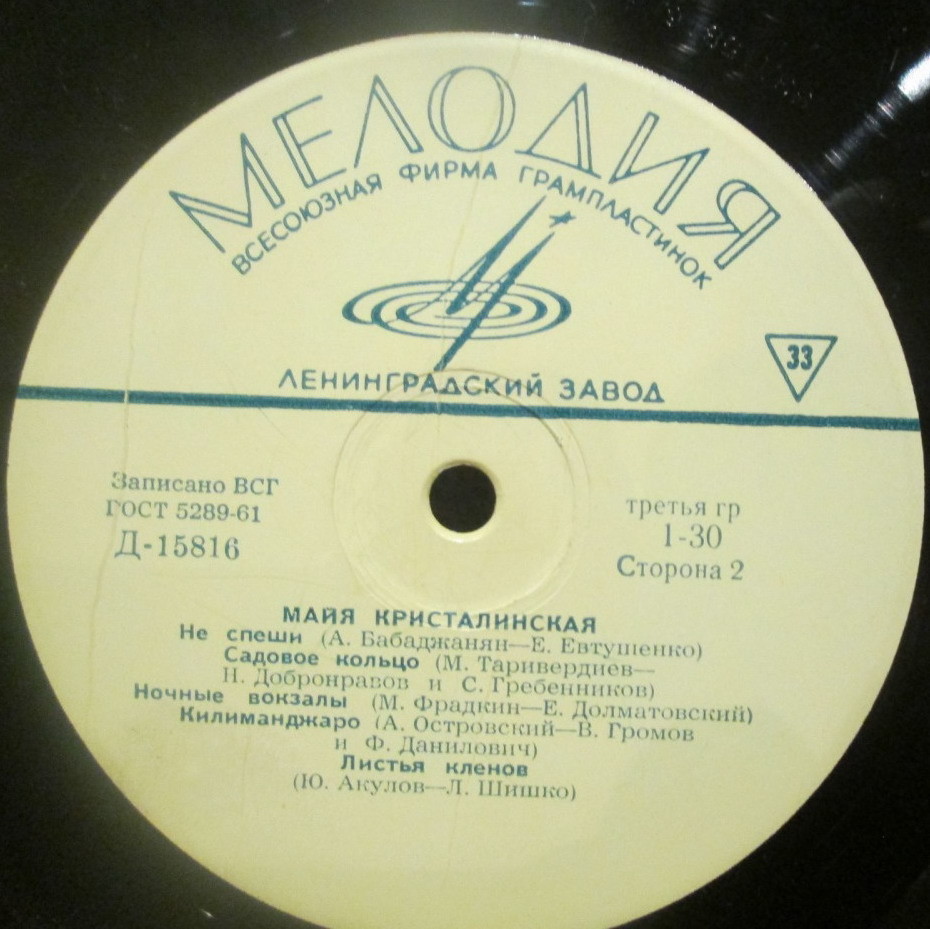 МЕЛОДИЯ
ВСЕСОЮЗНАЯ ФИРМА ГРАМПЛАСТИНОК
33
ЛЕНИНГРАДСКИЙ ЗАВОД
Записано ВСГ
ГОСТ 5289-61
Д-15816
третья гр
1-30
Сторона 2
МАЙЯ КРИСТАЛИНСКАЯ
Не спеши (А. Бабаджанян—Е. Евтушенко)
Садовое кольцо (М. Таривердиев—
Н. Добронравов и С. Гребенников)
Ночные вокзалы (М. Фрадкин—Е. Долматовский)
Килиманджаро (А. Островский—В. Громов
и Ф. Данилович)
Листья кленов
(Ю. Акулов—Л. Шишко)